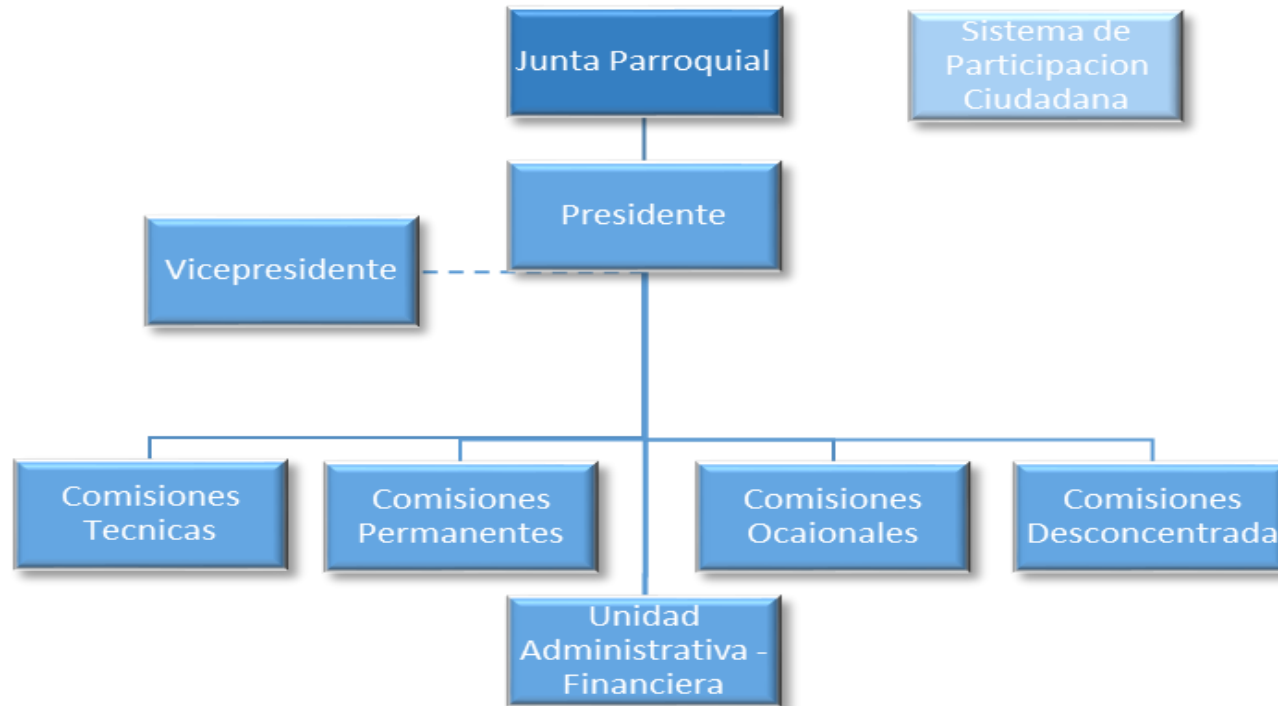 Junta Parroquial
Sistema de
Participacion
Ciudadana
Presidente
Vicepresidente
Comisiones
Tecnicas
Comisiones
Permanentes
Comisiones
Ocaionales
Comisiones
Desconcentrada
Unidad
Administrativa -
Financiera